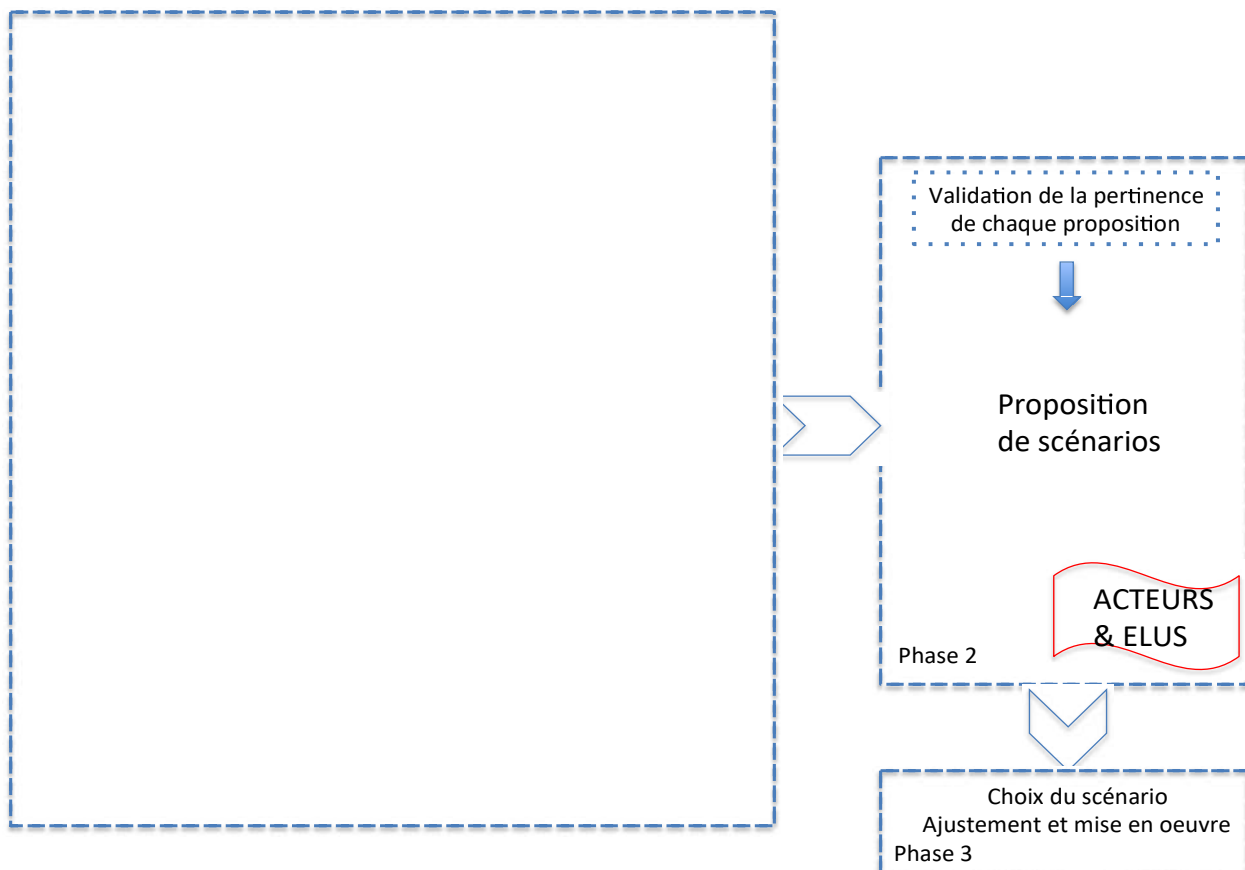 Validation de la pertinence
de chaque proposition
Proposition
de scénarios
ACTEURS
& ELUS
Phase 2
Choix du scénario
Ajustement et mise en oeuvre
Phase 3